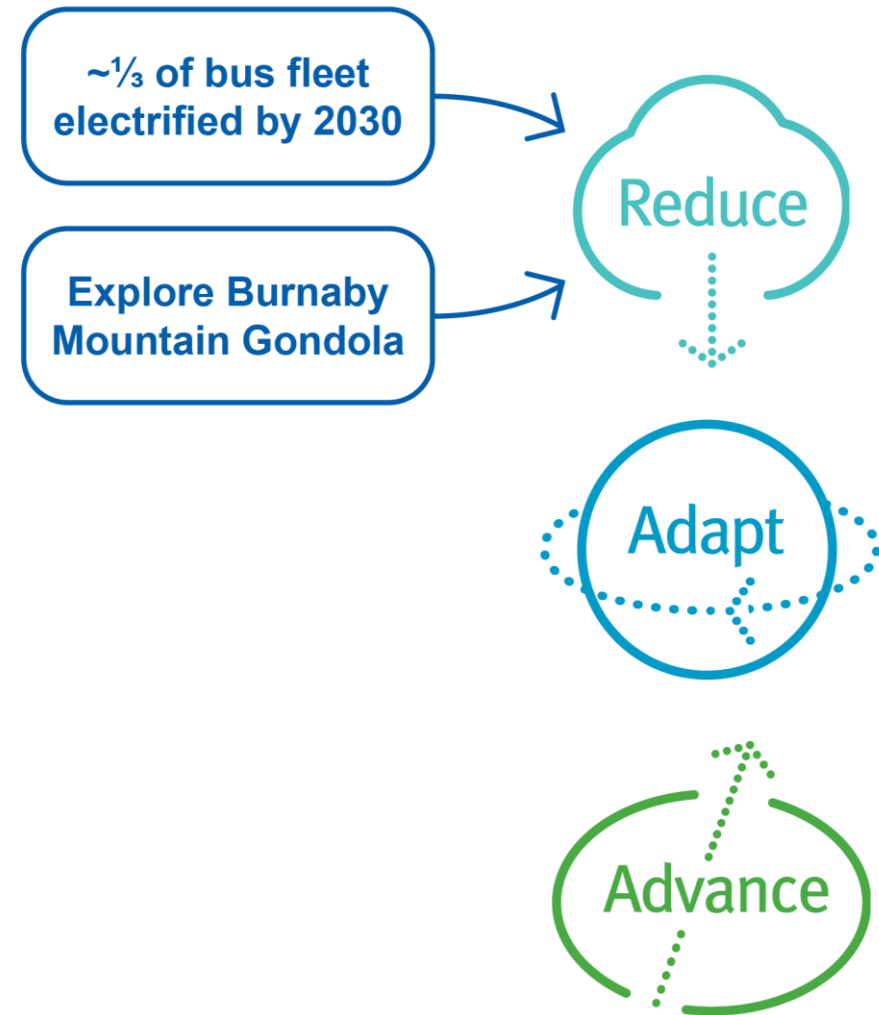 ~⅓ of bus fleet
electrified by 2030
Reduce
Explore Burnaby
Mountain Gondola
Adapt
Advance